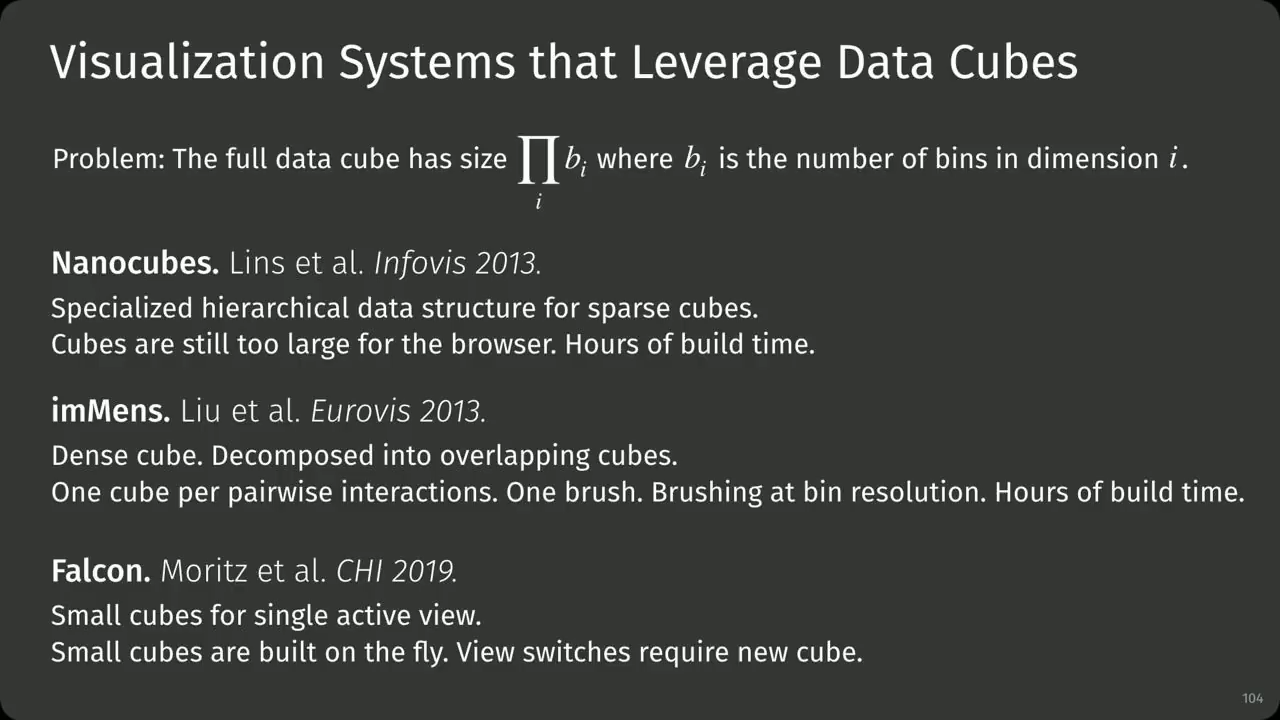 Visualization Systems that Leverage Data Cubes
Problem: The full data cube has size ∏ᵢ bᵢ where bᵢ is the number of bins in dimension i.
Nanocubes. Lins et al. Infovis 2013.
Specialized hierarchical data structure for sparse cubes.
Cubes are still too large for the browser. Hours of build time.
imMens. Liu et al. Eurovis 2013.
Dense cube. Decomposed into overlapping cubes.
One cube per pairwise interactions. One brush. Brushing at bin resolution. Hours of build time.
Falcon. Moritz et al. CHI 2019.
Small cubes for single active view.
Small cubes are built on the fly. View switches require new cube.
104